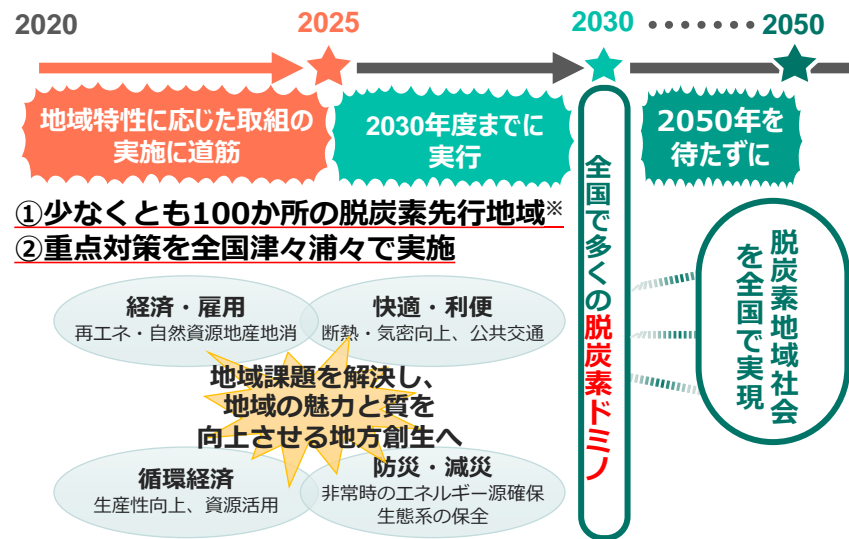 2020
2025
2030 ・・・・・・・ 2050
地域特性に応じた取組の
実施に道筋
2030年度までに
実行
2050年を
待たずに
①少なくとも100か所の脱炭素先行地域※
②重点対策を全国津々浦々で実施
経済・雇用
再エネ・自然資源地産地消
快適・利便
断熱・気密向上、公共交通
地域課題を解決し、
地域の魅力と質を
向上させる地方創生へ
循環経済
生産性向上、資源活用
防災・減災
非常時のエネルギー源確保
生態系の保全
全国で多くの脱炭素ドミノ
脱炭素地域社会
を全国で実現